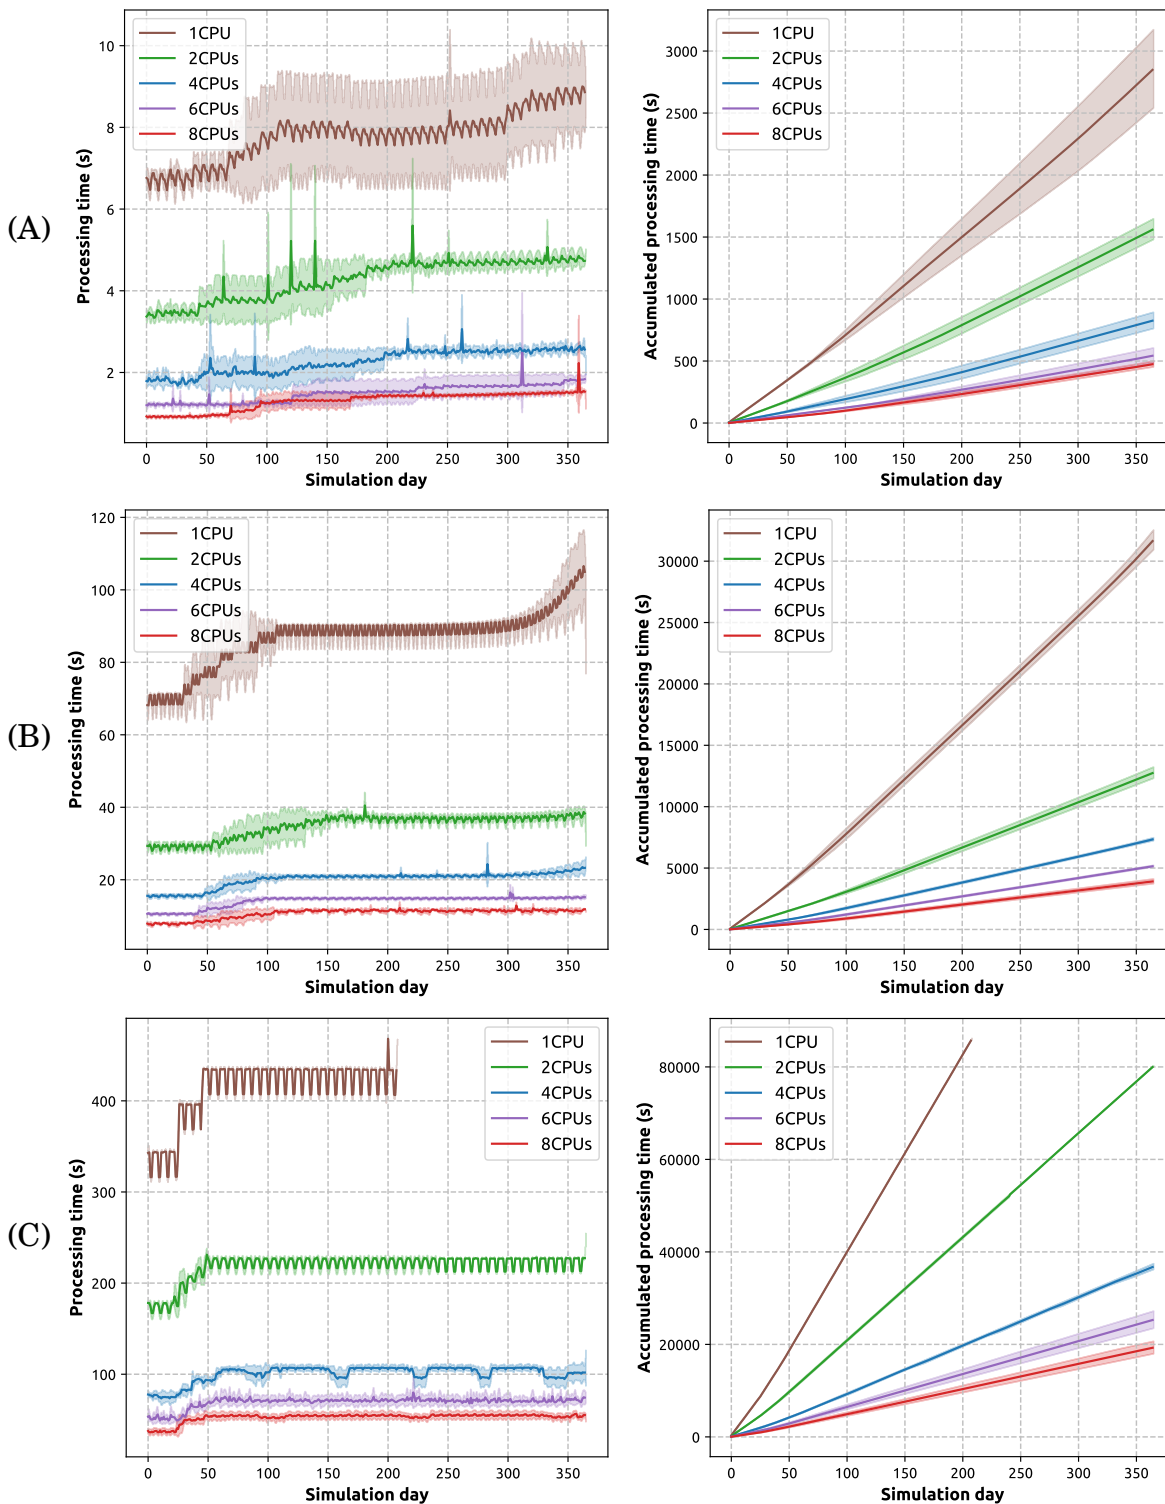 (A)
10
8
6
4
2
Processing time (s)
1CPU
2CPUs
4CPUs
6CPUs
8CPUs
0 50 100 150 200 250 300 350
Simulation day
3000
2500
2000
1500
1000
500
0
Accumulated processing time (s)
1CPU
2CPUs
4CPUs
6CPUs
8CPUs
0 50 100 150 200 250 300 350
Simulation day
(B)
120
100
80
60
40
20
Processing time (s)
1CPU
2CPUs
4CPUs
6CPUs
8CPUs
0 50 100 150 200 250 300 350
Simulation day
30000
25000
20000
15000
10000
5000
0
Accumulated processing time (s)
1CPU
2CPUs
4CPUs
6CPUs
8CPUs
0 50 100 150 200 250 300 350
Simulation day
(C)
400
300
200
100
Processing time (s)
1CPU
2CPUs
4CPUs
6CPUs
8CPUs
0 50 100 150 200 250 300 350
Simulation day
80000
60000
40000
20000
0
Accumulated processing time (s)
1CPU
2CPUs
4CPUs
6CPUs
8CPUs
0 50 100 150 200 250 300 350
Simulation day